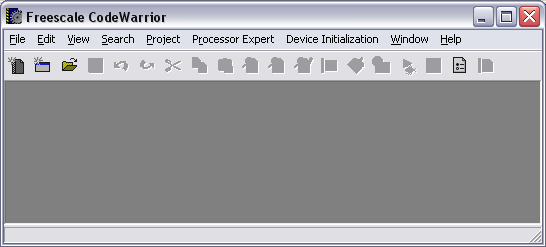 Freescale CodeWarrior
File Edit View Search Project Processor Expert Device Initialization Window Help